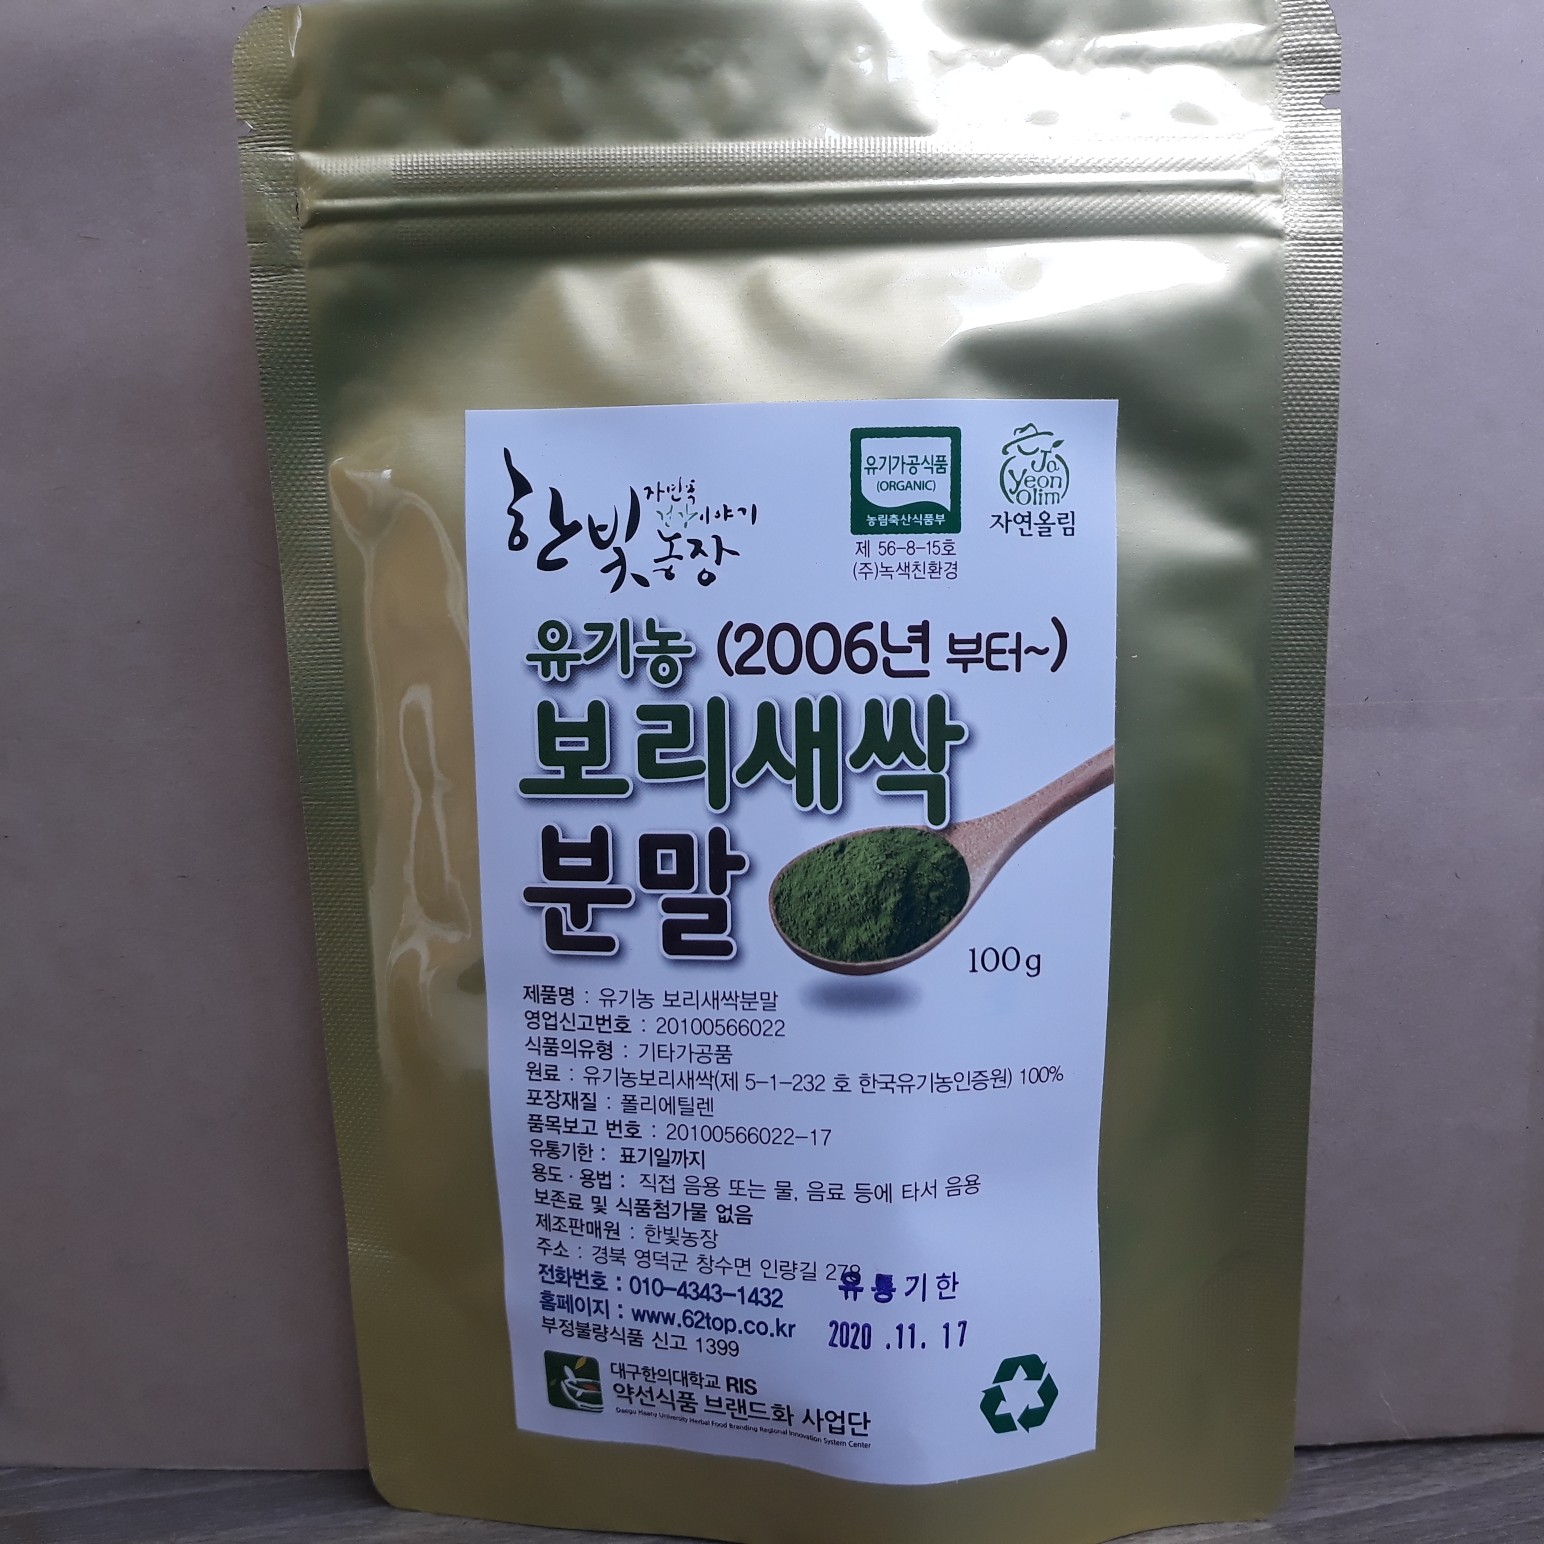 한빛 자연속
건강이야기
농장
유기가공식품
(ORGANIC)
농림축산식품부
제 56-8-15호
(주)녹색친환경
Ja
Yeon
Olim
자연올림
유기농 (2006년 부터~)
보리새싹
분말
100g
제품명 : 유기농 보리새싹분말
영업신고번호 : 20100566022
식품의유형 : 기타가공품
원료 : 유기농보리새싹(제 5-1-232 호 한국유기농인증원) 100%
포장재질 : 폴리에틸렌
품목보고 번호 : 20100566022-17
유통기한 : 표기일까지
용도·용법 : 직접 음용 또는 물, 음료 등에 타서 음용
보존료 및 식품첨가물 없음
제조판매원 : 한빛농장
주소 : 경북 영덕군 창수면 인량길
전화번호 : 010-4343-1432
홈페이지 : www.62top.co.kr
부정불량식품 신고 1399
유통기한
2020 .11. 17
대구한의대학교 RIS
약선식품 브랜드화 사업단
Daegu Haany University Herbal Food Branding Regional Innovation System Center